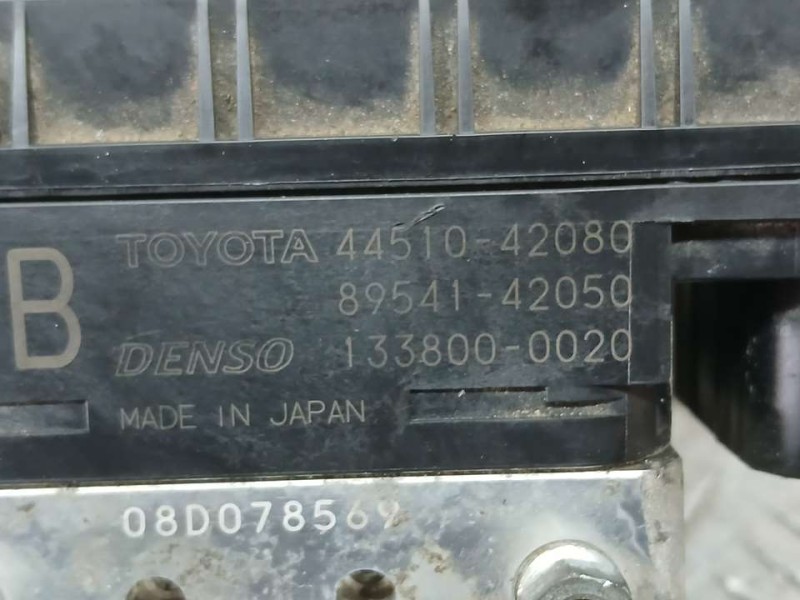 B
TOYOTA 44510-42080
89541-42050
DENSO 133800-0020
MADE IN JAPAN
08D078569